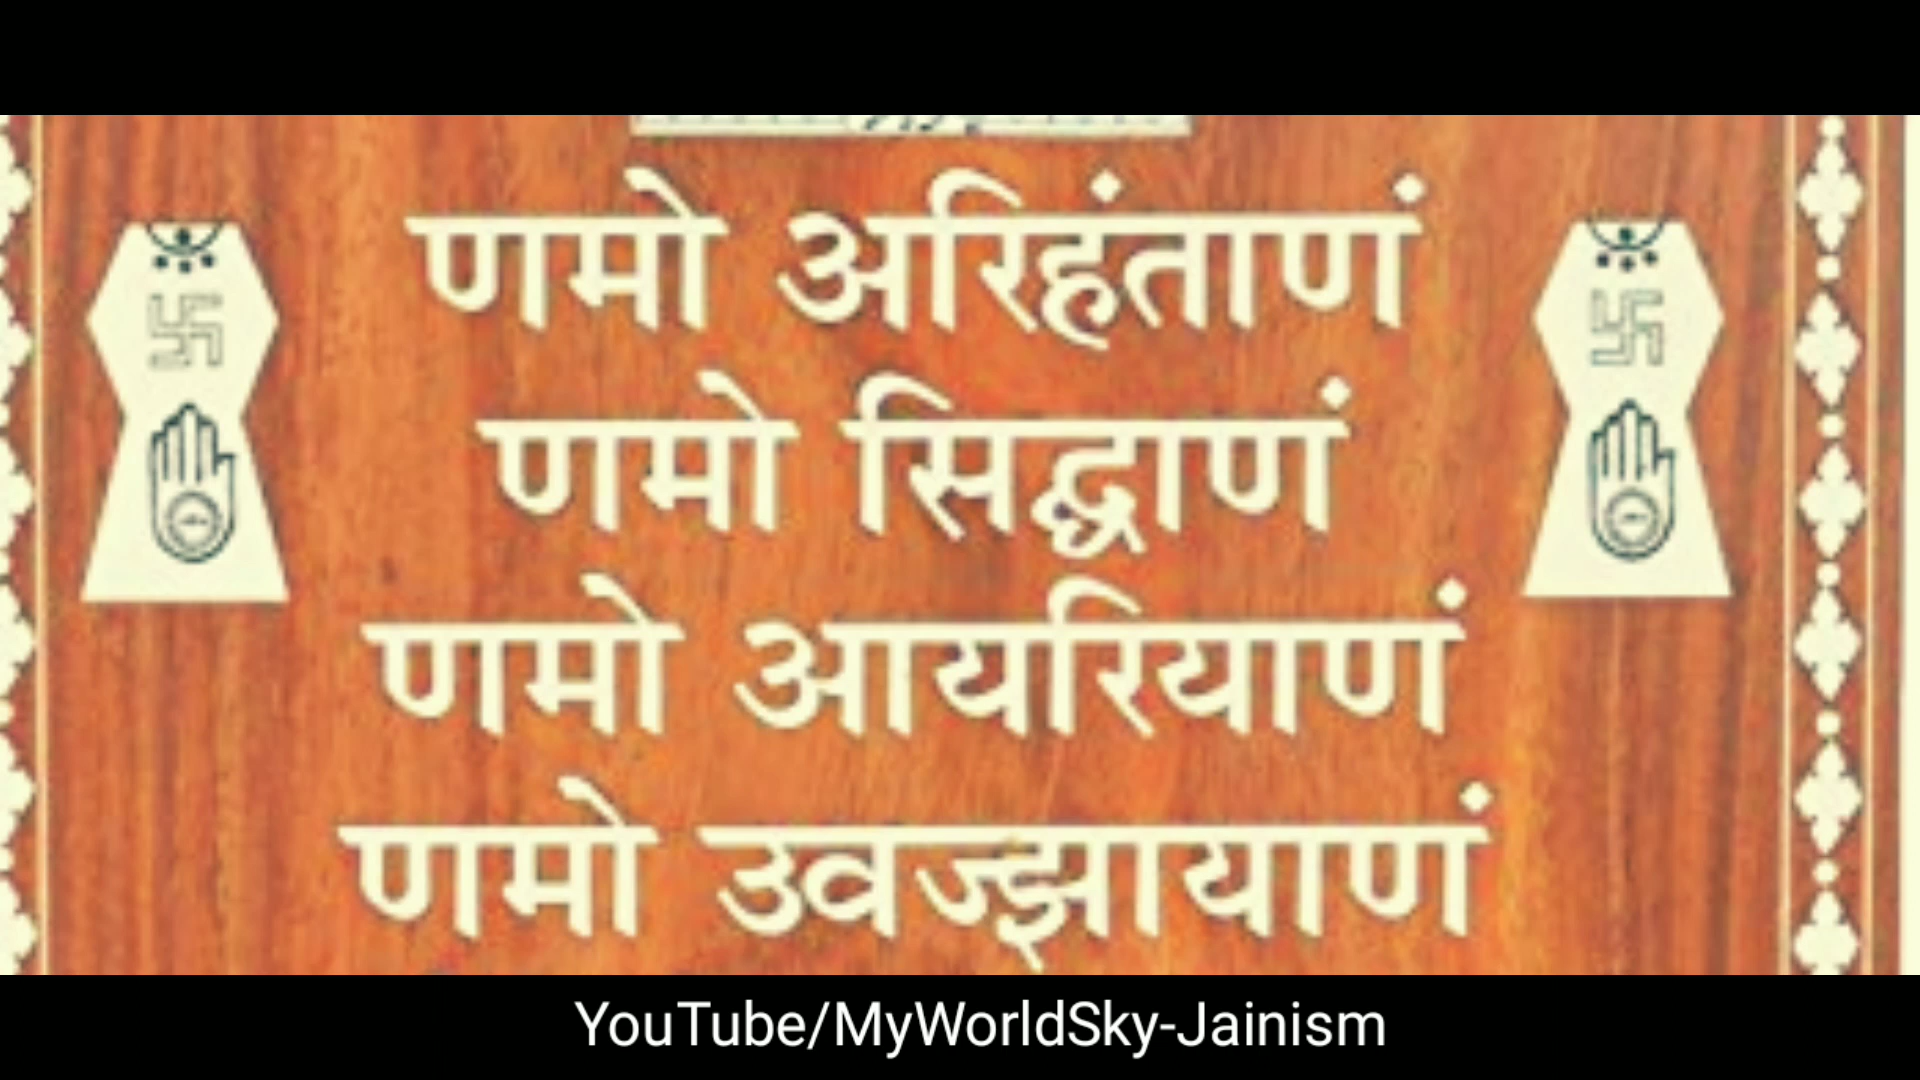 णमो अरिहंताणं
णमो सिद्धाणं
णमो आयरियाणं
णमो उवज्झायाणं
YouTube/MyWorldSky-Jainism